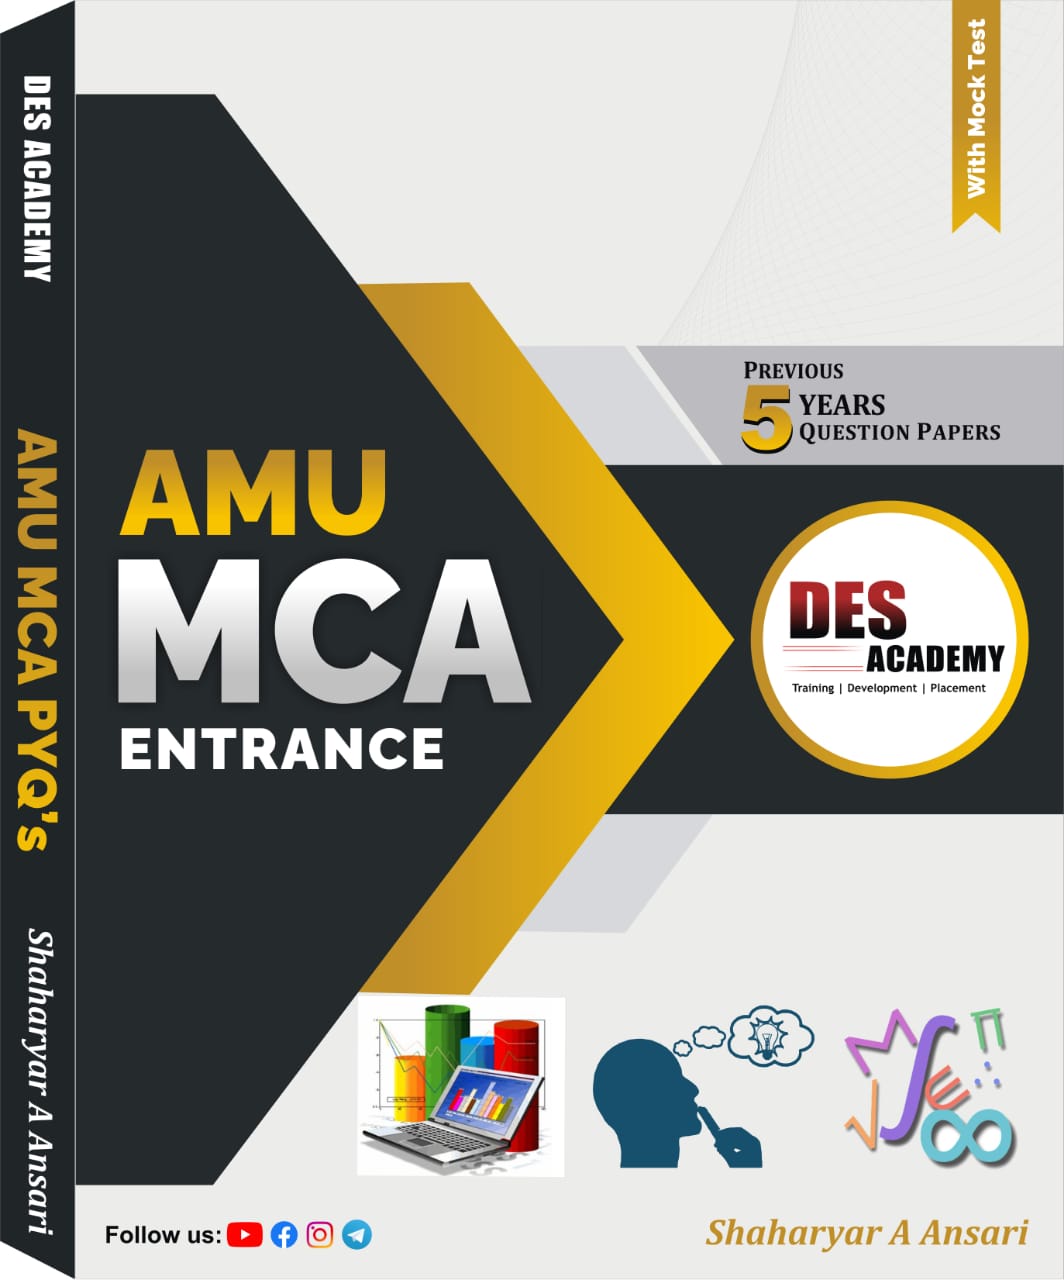 DES ACADEMY
AMU MCA PYQ's
Shaharyar A Ansari
With Mock Test
PREVIOUS
5 YEARS
QUESTION PAPERS
AMU
MCA
ENTRANCE
DES
ACADEMY
Training | Development | Placement
Follow us:
Shaharyar A Ansari